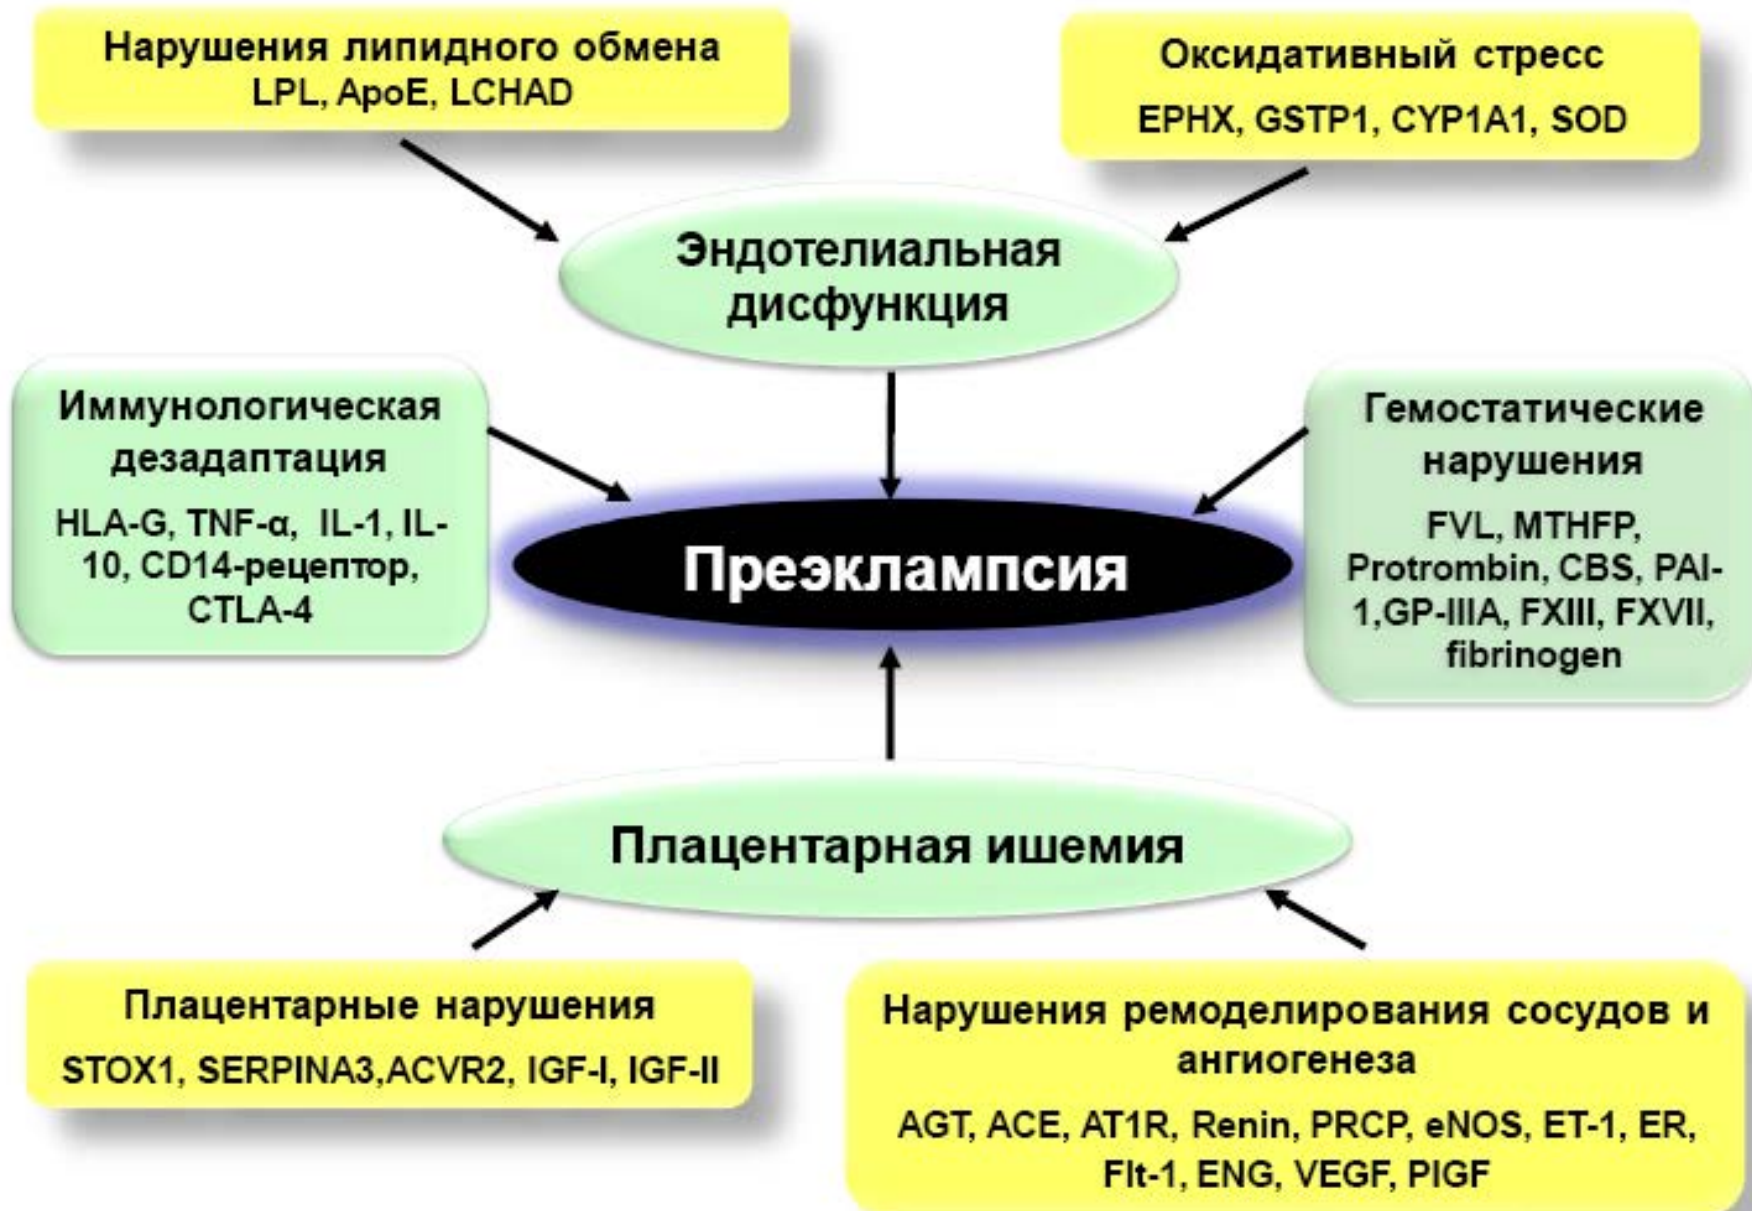 Нарушения липидного обмена
LPL, ApoE, LCHAD
Оксидативный стресс
EPHX, GSTP1, CYP1A1, SOD
Эндотелиальная
дисфункция
Иммунологическая
дезадаптация
HLA-G, TNF-α, IL-1, IL-
10, CD14-рецептор,
CTLA-4
Гемостатические
нарушения
FVL, MTHFP,
Protrombin, CBS, PAI-
1,GP-IIIA, FXIII, FXVII,
fibrinogen
Преэклампсия
Плацентарная ишемия
Плацентарные нарушения
STOX1, SERPINA3,ACVR2, IGF-I, IGF-II
Нарушения ремоделирования сосудов и
ангиогенеза
AGT, ACE, AT1R, Renin, PRCP, eNOS, ET-1, ER,
Flt-1, ENG, VEGF, PIGF